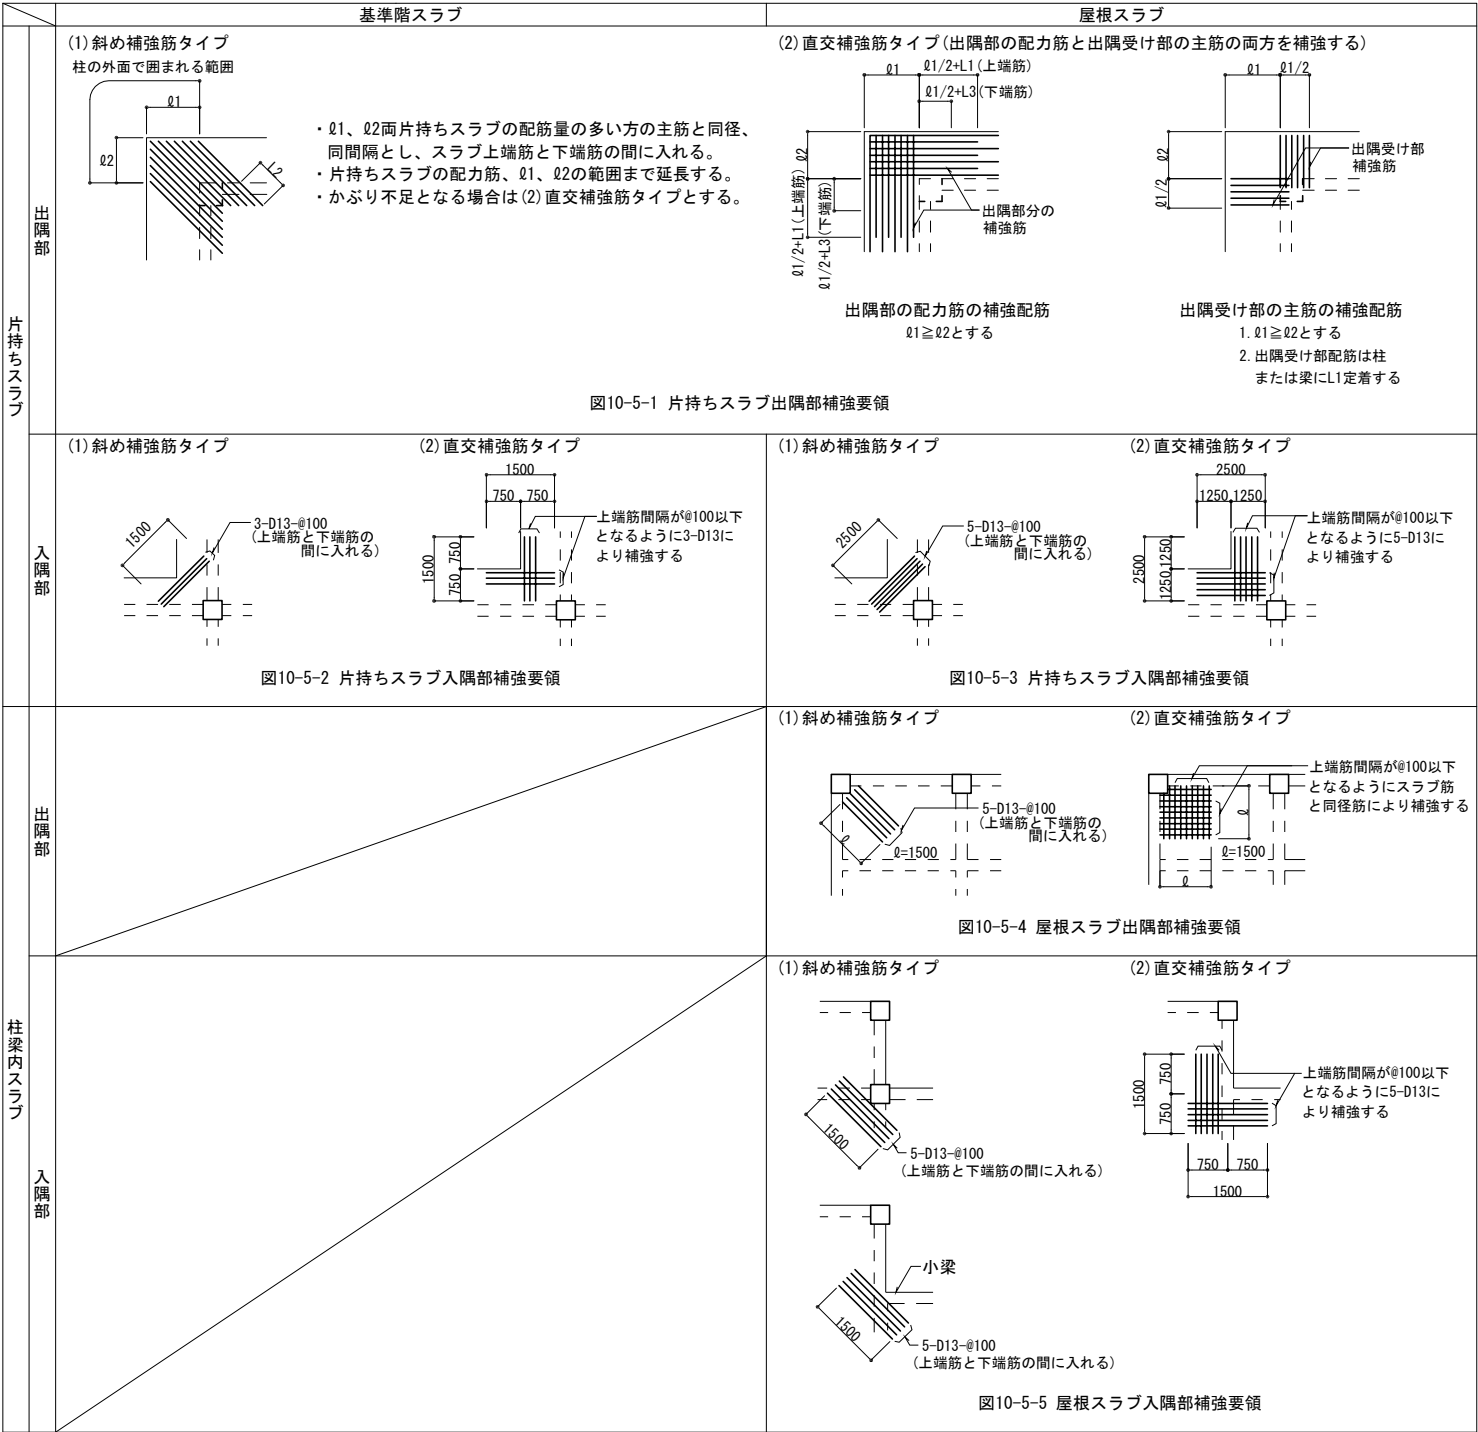 基準階スラブ
屋根スラブ
片持ちスラブ
出隅部
(1)斜め補強筋タイプ
柱の外面で囲まれる範囲
ℓ1
ℓ2
L2
・ℓ1、ℓ2両片持ちスラブの配筋量の多い方の主筋と同径、
同間隔とし、スラブ上端筋と下端筋の間に入れる。
・片持ちスラブの配力筋、ℓ1、ℓ2の範囲まで延長する。
・かぶり不足となる場合は(2)直交補強筋タイプとする。
(2)直交補強筋タイプ(出隅部の配力筋と出隅受け部の主筋の両方を補強する)
ℓ1
ℓ1/2+L1(上端筋)
ℓ1/2+L3(下端筋)
ℓ2
ℓ1/2+L1(上端筋)
ℓ1/2+L3(下端筋)
出隅部分の
補強筋
出隅部の配力筋の補強配筋
ℓ1≧ℓ2とする
ℓ1
ℓ1/2
ℓ2
ℓ1/2
出隅受け部
補強筋
出隅受け部の主筋の補強配筋
1.ℓ1≧ℓ2とする
2.出隅受け部配筋は柱
または梁にL1定着する
図10-5-1 片持ちスラブ出隅部補強要領
入隅部
(1)斜め補強筋タイプ
1500
3-D13-@100
(上端筋と下端筋の
間に入れる)
(2)直交補強筋タイプ
1500
750
750
1500
750
750
上端筋間隔が@100以下
となるように3-D13に
より補強する
図10-5-2 片持ちスラブ入隅部補強要領
(1)斜め補強筋タイプ
2500
5-D13-@100
(上端筋と下端筋の
間に入れる)
(2)直交補強筋タイプ
2500
1250
1250
2500
1250
1250
上端筋間隔が@100以下
となるように5-D13に
より補強する
図10-5-3 片持ちスラブ入隅部補強要領
柱梁内スラブ
出隅部
(1)斜め補強筋タイプ
5-D13-@100
(上端筋と下端筋の
間に入れる)
ℓ
ℓ=1500
(2)直交補強筋タイプ
上端筋間隔が@100以下
となるようにスラブ筋
と同径筋により補強する
ℓ
ℓ=1500
ℓ
図10-5-4 屋根スラブ出隅部補強要領
入隅部
(1)斜め補強筋タイプ
1500
5-D13-@100
(上端筋と下端筋の間に入れる)
小梁
1500
5-D13-@100
(上端筋と下端筋の間に入れる)
(2)直交補強筋タイプ
1500
750
750
上端筋間隔が@100以下
となるように5-D13に
より補強する
750
750
1500
図10-5-5 屋根スラブ入隅部補強要領